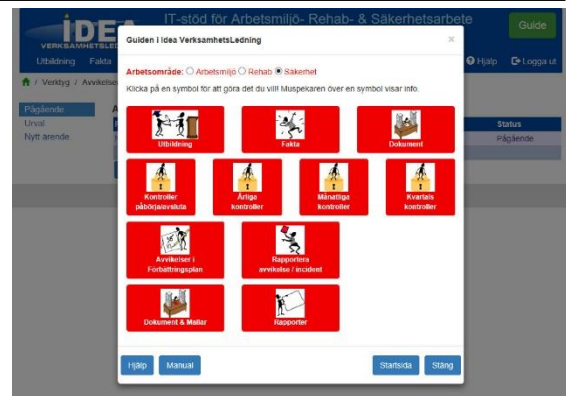 IDEA
IT-stöd för Arbetsmiljö- Rehab- & Säkerhetsarbete
Guide
VERKSAMHETSLED
Utbildning Fakta
Hjälp Logga ut
/ Verktyg / Avvikelse
Guiden i Idea VerksamhetsLedning ×
Arbetsområde: Arbetsmiljö Rehab Säkerhet
Klicka på en symbol för att göra det du vill! Muspekaren över en symbol visar info.
Pågående
Urval
Nytt ärende
Status
Pågående
Utbildning
Fakta
Dokument
Kontroller
påbörja/avsluta
Årliga
kontroller
Månatliga
kontroller
Kvartals
kontroller
Avvikelser i
Förbättringsplan
Rapportera
avvikelse / incident
Dokument & Mallar
Rapporter
Hjälp Manual Startsida Stäng